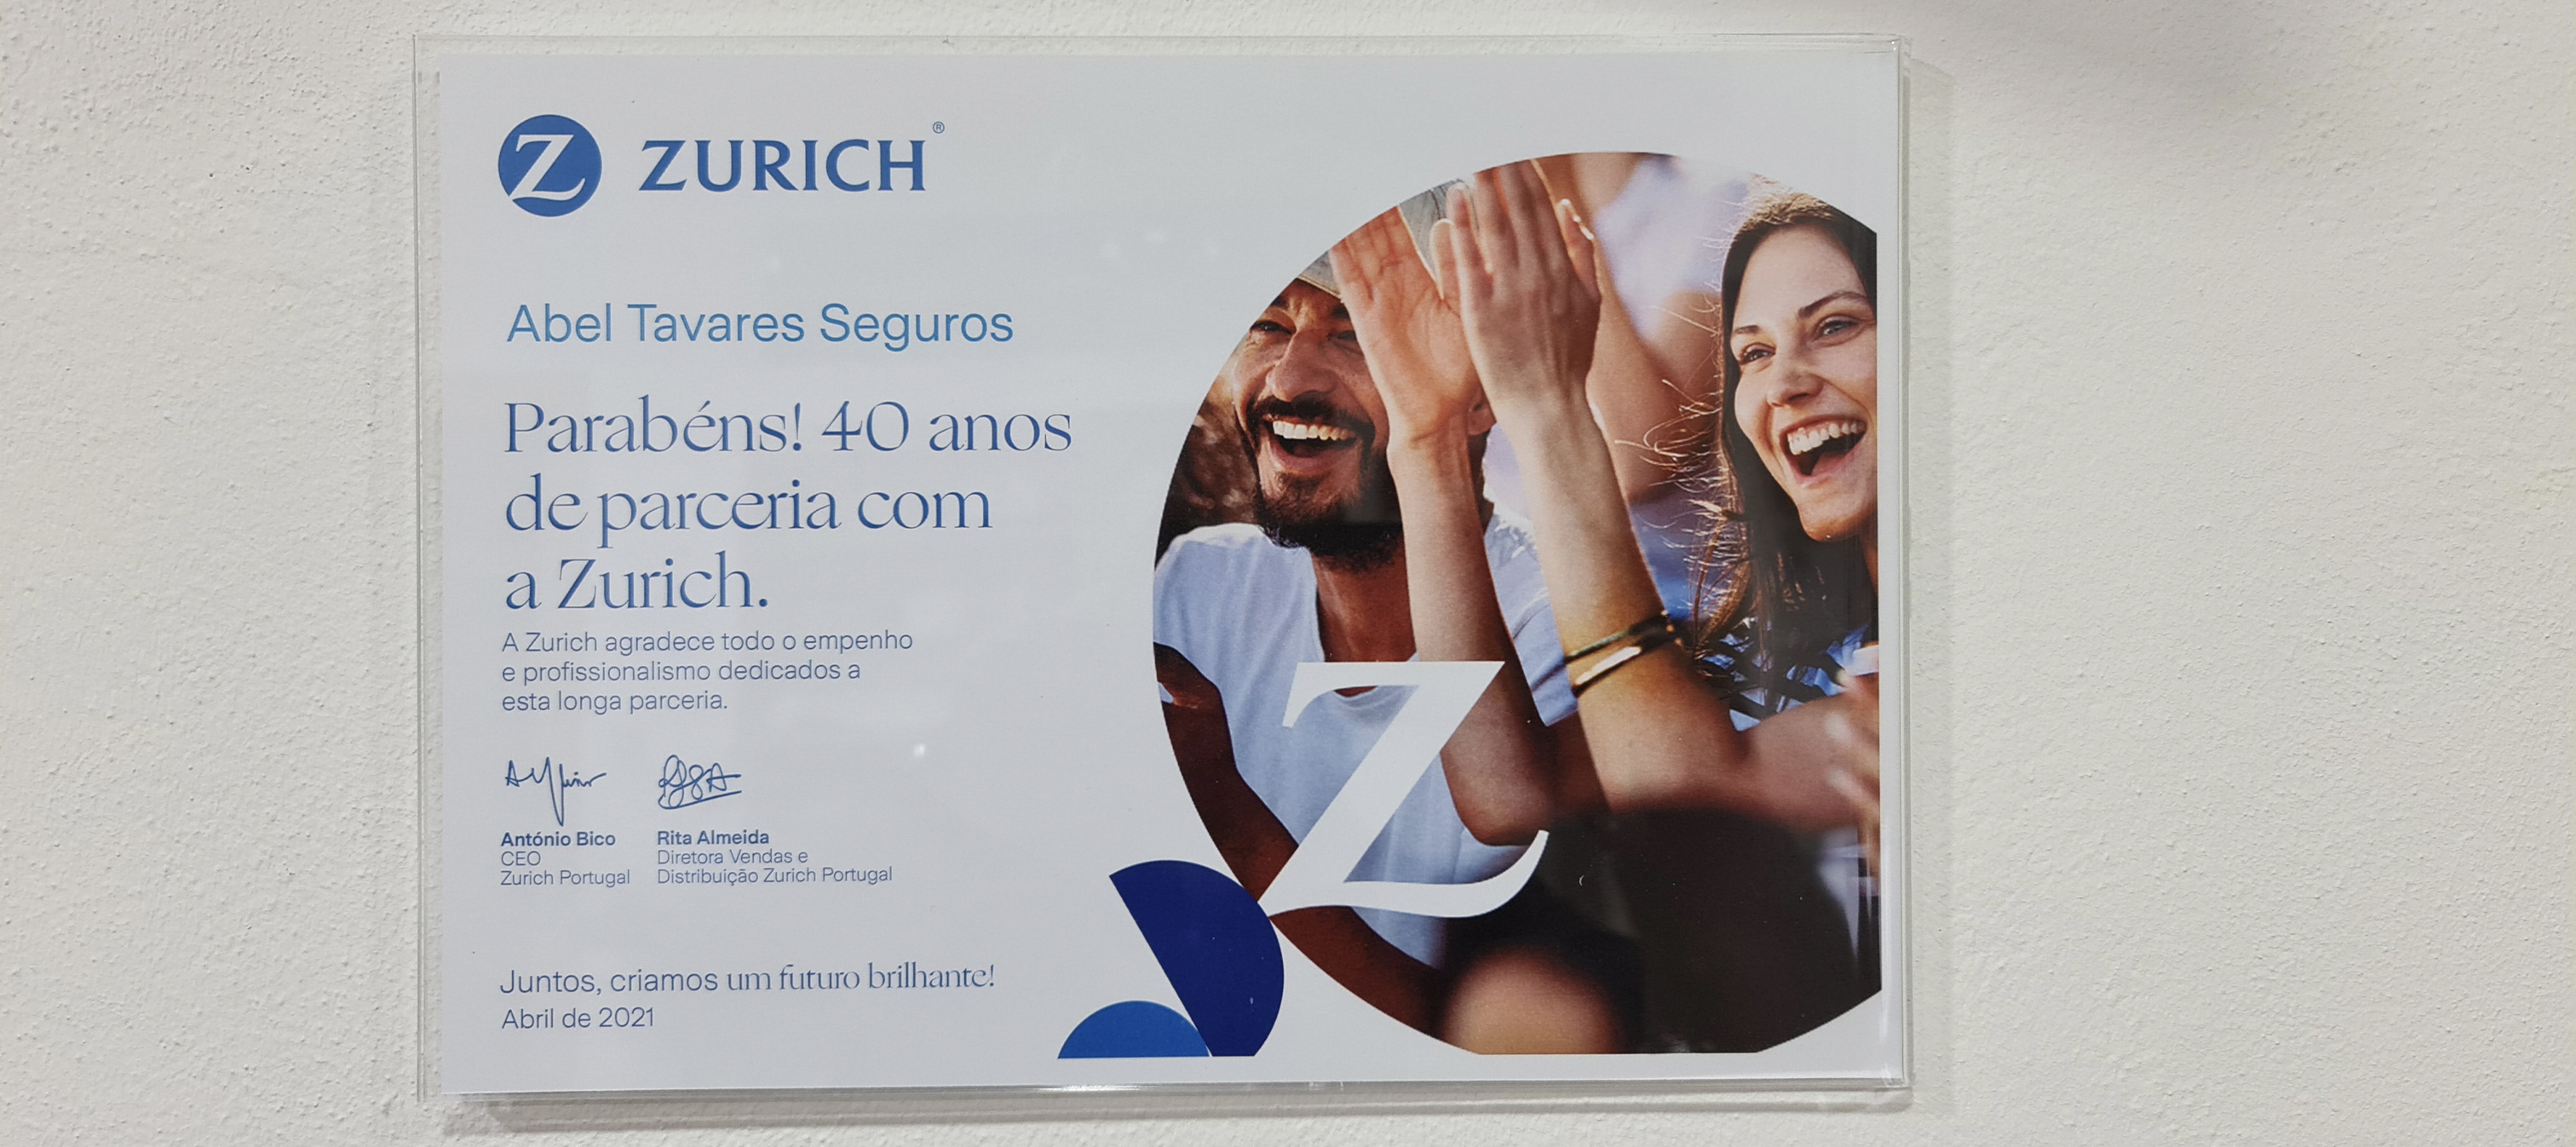 Z ZURICH®
Abel Tavares Seguros
Parabéns! 40 anos
de parceria com
a Zurich.
A Zurich agradece todo o empenho
e profissionalismo dedicados a
esta longa parceria.
António Bico
CEO
Zurich Portugal
Rita Almeida
Diretora Vendas e
Distribuição Zurich Portugal
Juntos, criamos um futuro brilhante!
Abril de 2021
Z